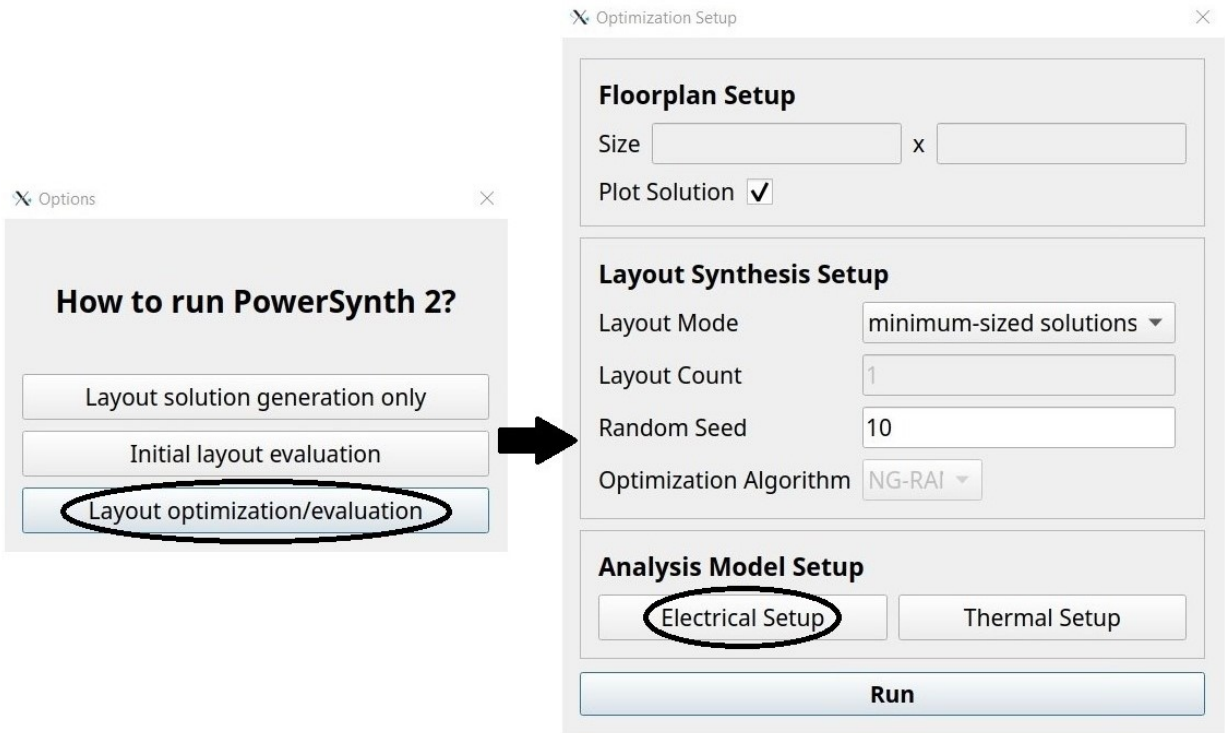 Options
How to run PowerSynth 2?
Layout solution generation only
Initial layout evaluation
Layout optimization/evaluation
Optimization Setup
Floorplan Setup
Size x
Plot Solution
Layout Synthesis Setup
Layout Mode minimum-sized solutions
Layout Count 1
Random Seed 10
Optimization Algorithm NG-RAI
Analysis Model Setup
Electrical Setup Thermal Setup
Run